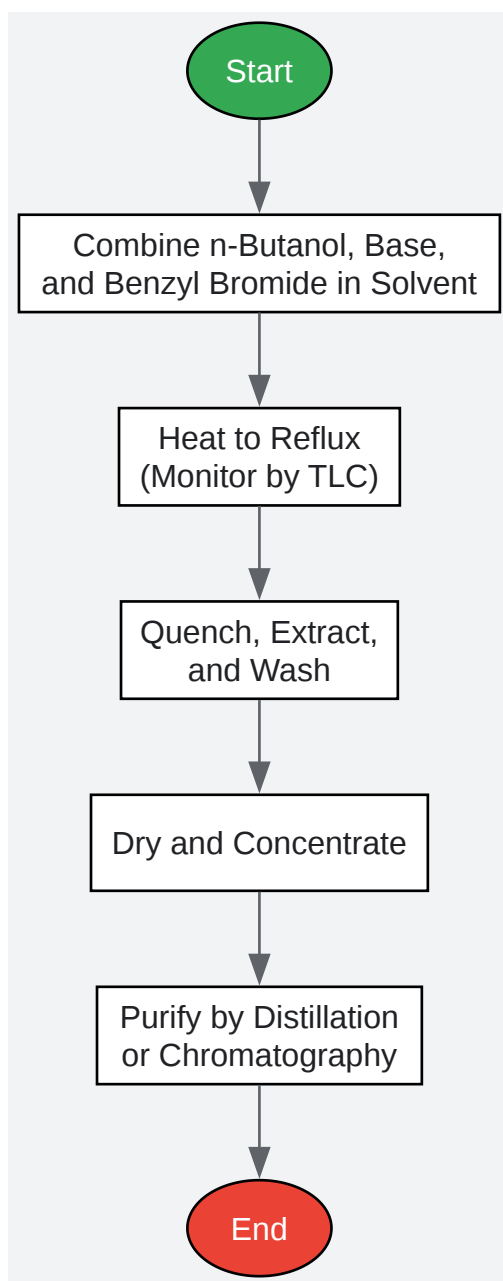 Start
Combine n-Butanol, Base,
and Benzyl Bromide in Solvent
Heat to Reflux
(Monitor by TLC)
Quench, Extract,
and Wash
Dry and Concentrate
Purify by Distillation
or Chromatography
End